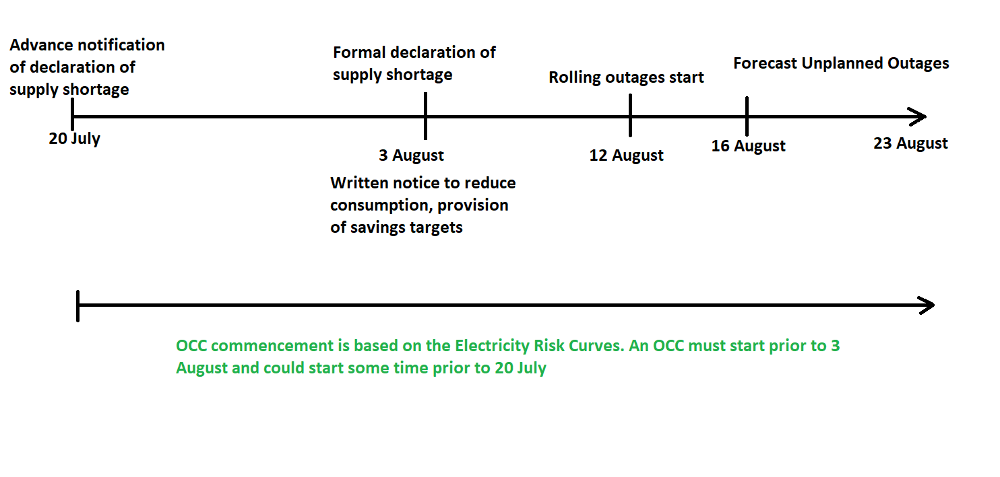 Advance notification
of declaration of
supply shortage
Formal declaration of
supply shortage
Rolling outages start
Forecast Unplanned Outages
20 July
3 August
12 August
16 August
23 August
Written notice to reduce
consumption, provision
of savings targets
OCC commencement is based on the Electricity Risk Curves. An OCC must start prior to 3
August and could start some time prior to 20 July